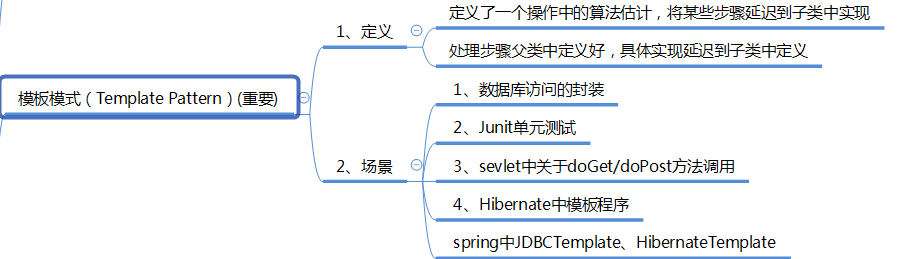 模板模式（Template Pattern）(重要)
1、定义
定义了一个操作中的算法估计，将某些步骤延迟到子类中实现
处理步骤父类中定义好，具体实现延迟到子类中定义
2、场景
1、数据库访问的封装
2、Junit单元测试
3、sevlet中关于doGet/doPost方法调用
4、Hibernate中模板程序
spring中JDBCTemplate、HibernateTemplate